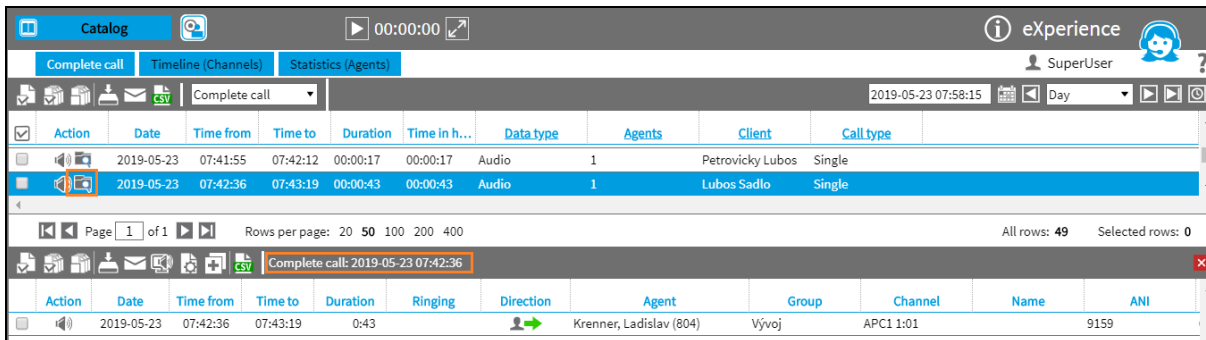 Catalog 00:00:00 eXperience
Complete call Timeline (Channels) Statistics (Agents) SuperUser ?
CSV Complete call 2019-05-23 07:58:15 Day
Action Date Time from Time to Duration Time in h... Data type Agents Client Call type
2019-05-23 07:41:55 07:42:12 00:00:17 00:00:17 Audio 1 Petrovicky Lubos Single
2019-05-23 07:42:36 07:43:19 00:00:43 00:00:43 Audio 1 Lubos Sadlo Single
Page 1 of 1 Rows per page: 20 50 100 200 400 All rows: 49 Selected rows: 0
CSV Complete call: 2019-05-23 07:42:36
Action Date Time from Time to Duration Ringing Direction Agent Group Channel Name ANI
2019-05-23 07:42:36 07:43:19 0:43 Krenner, Ladislav (804) Vývoj APC1 1:01 9159